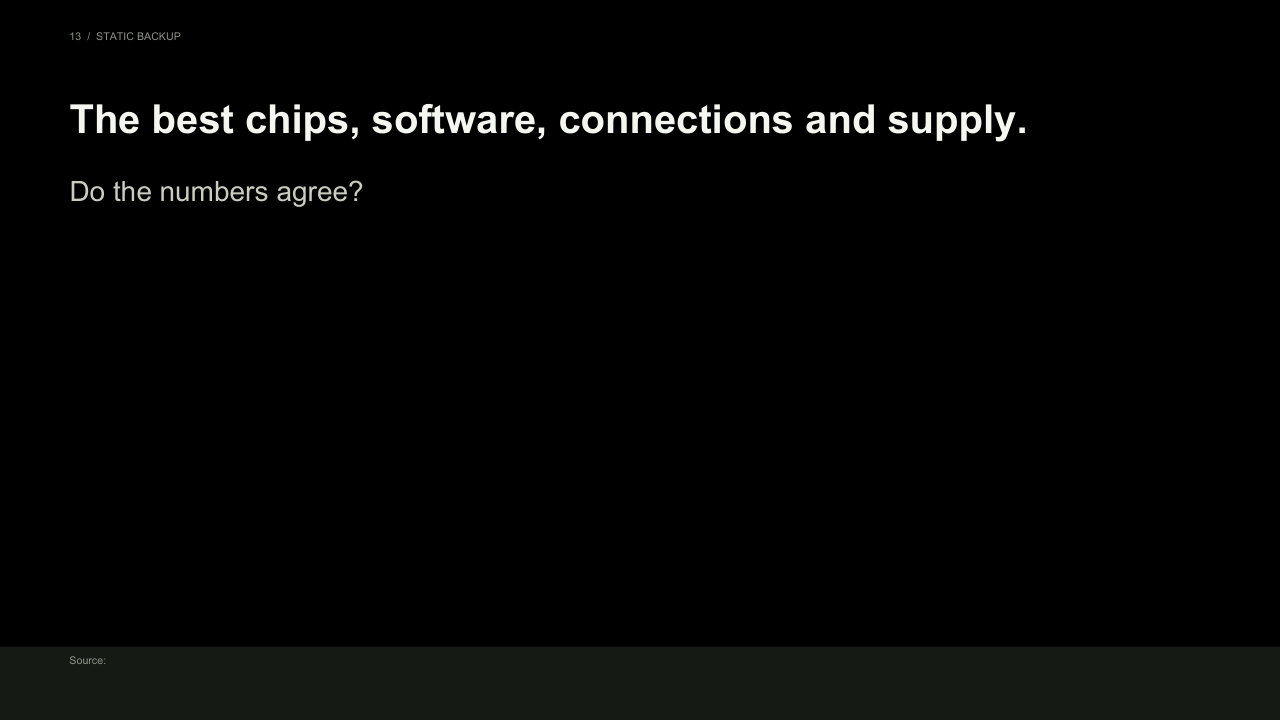 13 / STATIC BACKUP
The best chips, software, connections and supply.
Do the numbers agree?
Source: